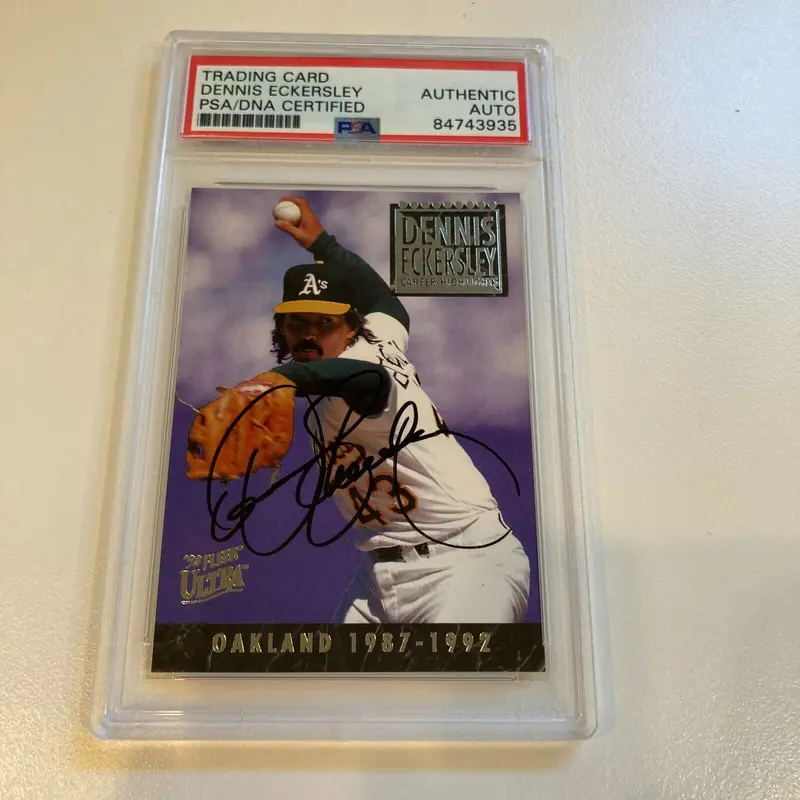 TRADING CARD
DENNIS ECKERSLEY
PSA/DNA CERTIFIED
AUTHENTIC
AUTO
84743935
PSA
DENNIS
ECKERSLEY
CAREER HIGHLIGHTS
A's
43
FLEER
ULTRA
OAKLAND 1987-1992